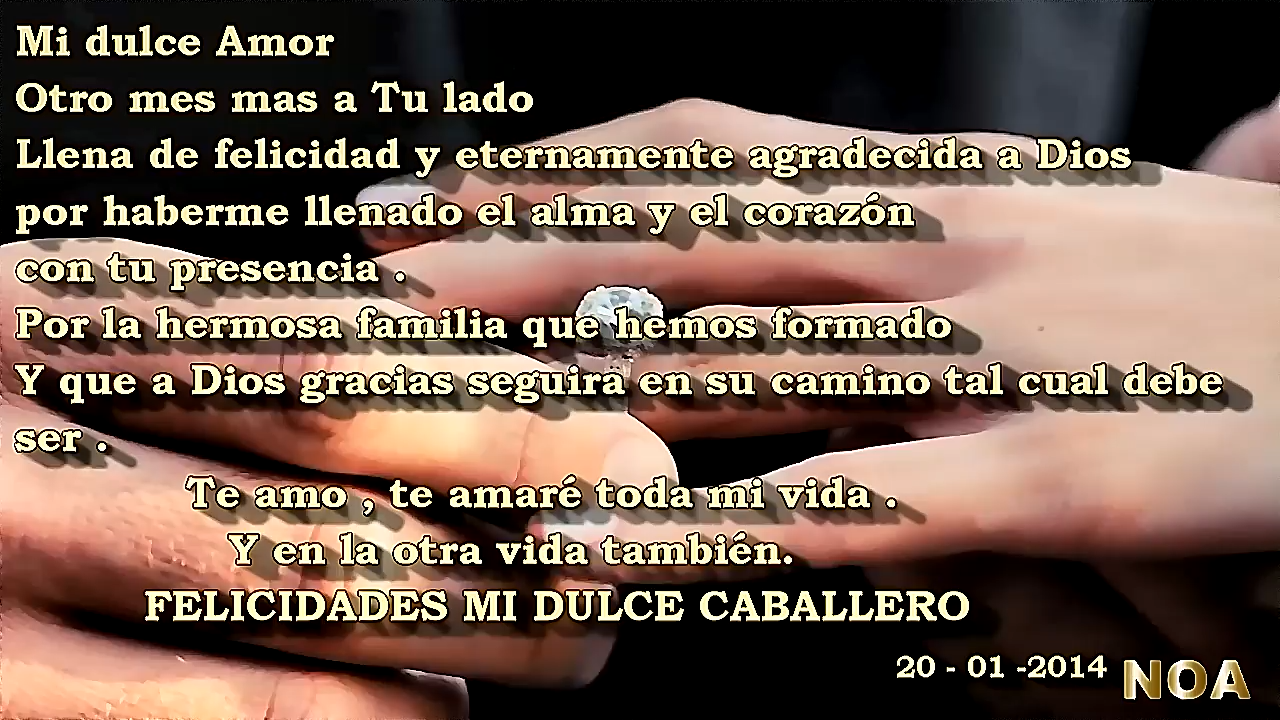 Mi dulce Amor
Otro mes mas a Tu lado
Llena de felicidad y eternamente agradecida a Dios
por haberme llenado el alma y el corazón
con tu presencia .
Por la hermosa familia que hemos formado
Y que a Dios gracias seguirá en su camino tal cual debe
ser .
Te amo , te amaré toda mi vida .
Y en la otra vida también.
FELICIDADES MI DULCE CABALLERO
20 - 01 -2014 NOA